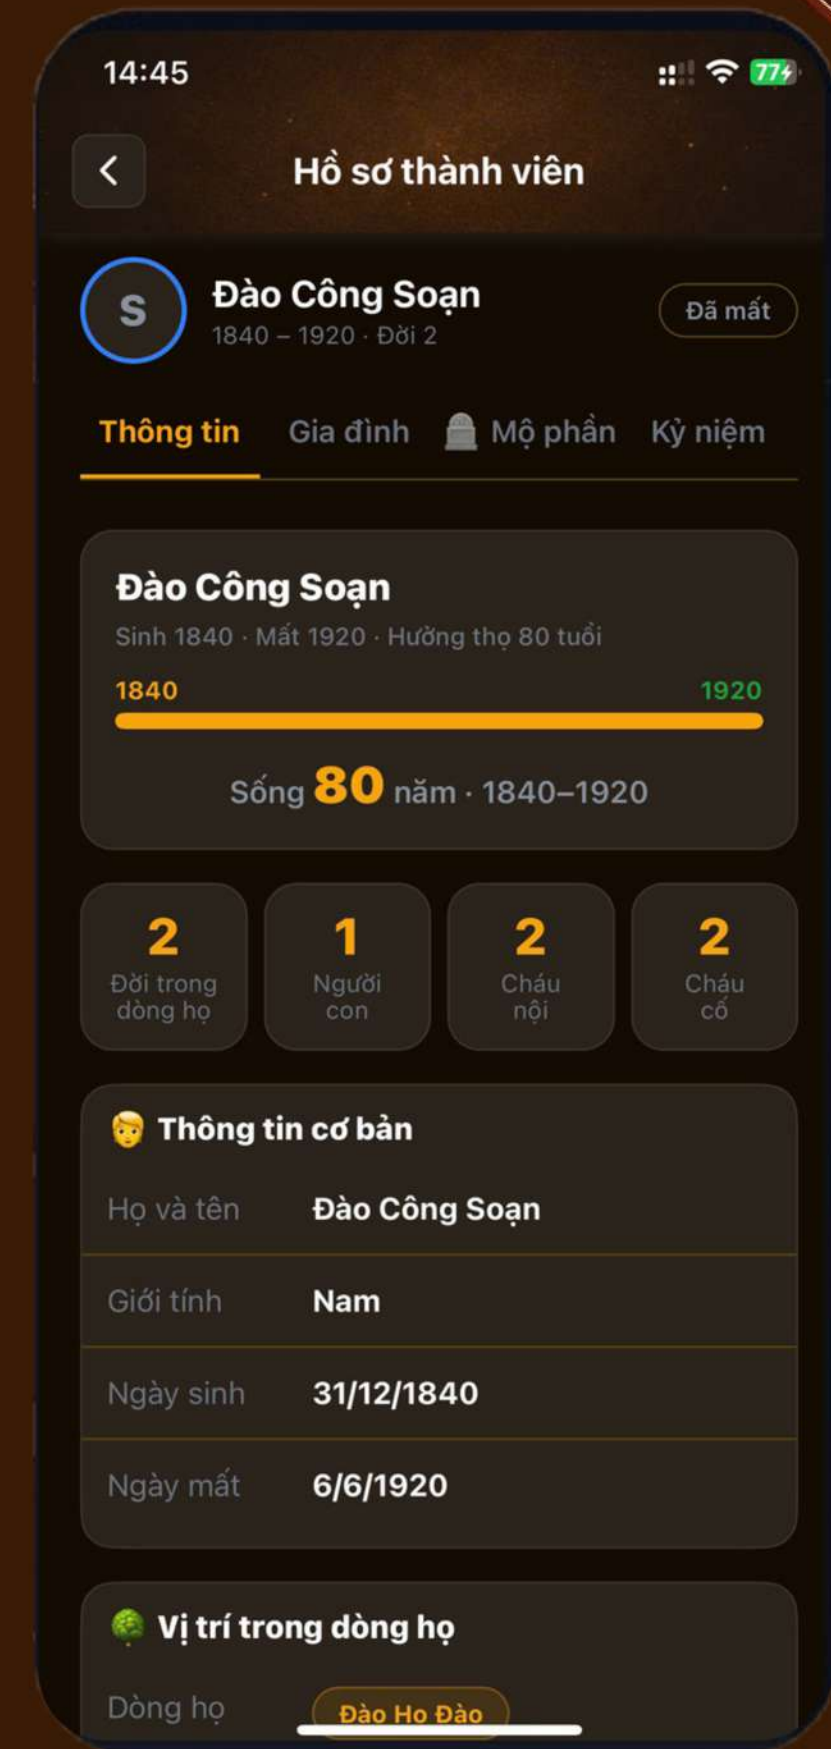 14:45
77
Hồ sơ thành viên
S
Đào Công Soạn
Đã mất
1840 – 1920 · Đời 2
Thông tin
Gia đình
Mộ phần
Kỷ niệm
Đào Công Soạn
Sinh 1840 · Mất 1920 · Hưởng thọ 80 tuổi
1840
1920
Sống 80 năm · 1840–1920
2
Đời trong
dòng họ
1
Người
con
2
Cháu
nội
2
Cháu
cố
Thông tin cơ bản
Họ và tên
Đào Công Soạn
Giới tính
Nam
Ngày sinh
31/12/1840
Ngày mất
6/6/1920
Vị trí trong dòng họ
Dòng họ
Đào Họ Đào